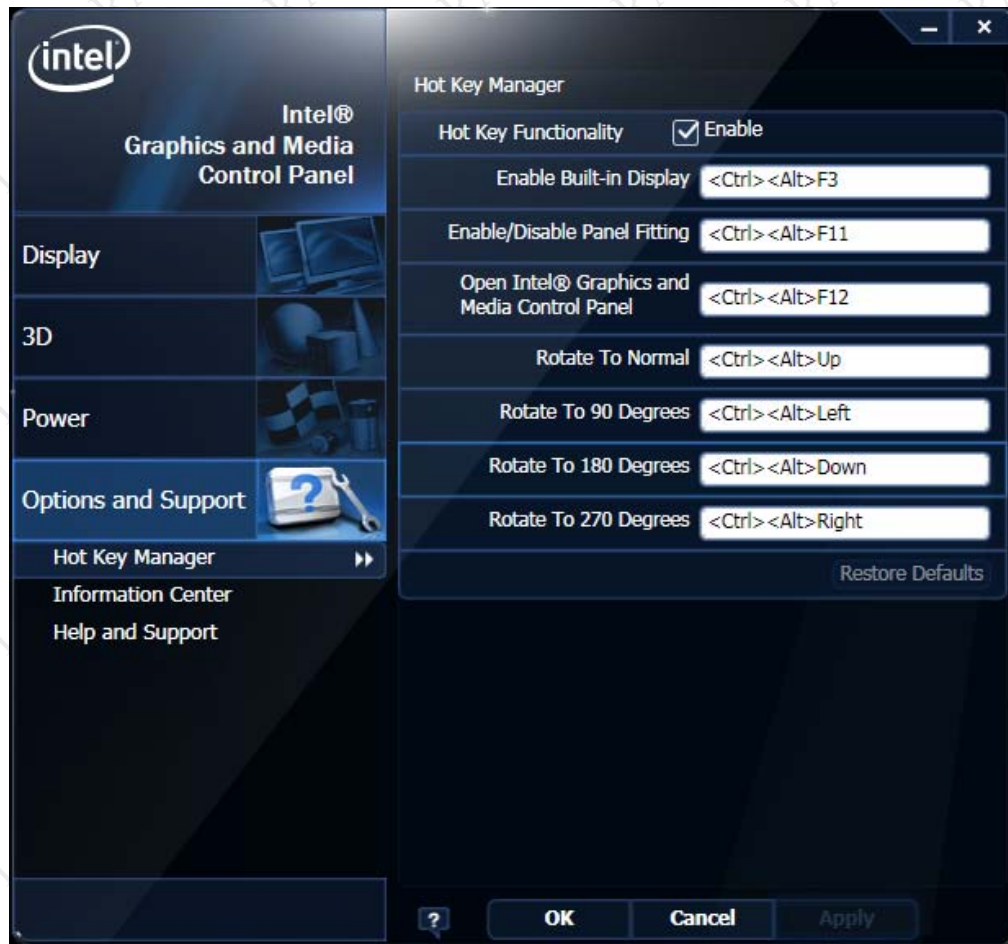 intel
Intel®
Graphics and Media
Control Panel
Display
3D
Power
Options and Support
Hot Key Manager
Information Center
Help and Support
Hot Key Manager
Hot Key Functionality Enable
Enable Built-in Display <Ctrl><Alt>F3
Enable/Disable Panel Fitting <Ctrl><Alt>F11
Open Intel® Graphics and
Media Control Panel <Ctrl><Alt>F12
Rotate To Normal <Ctrl><Alt>Up
Rotate To 90 Degrees <Ctrl><Alt>Left
Rotate To 180 Degrees <Ctrl><Alt>Down
Rotate To 270 Degrees <Ctrl><Alt>Right
Restore Defaults
? OK Cancel Apply